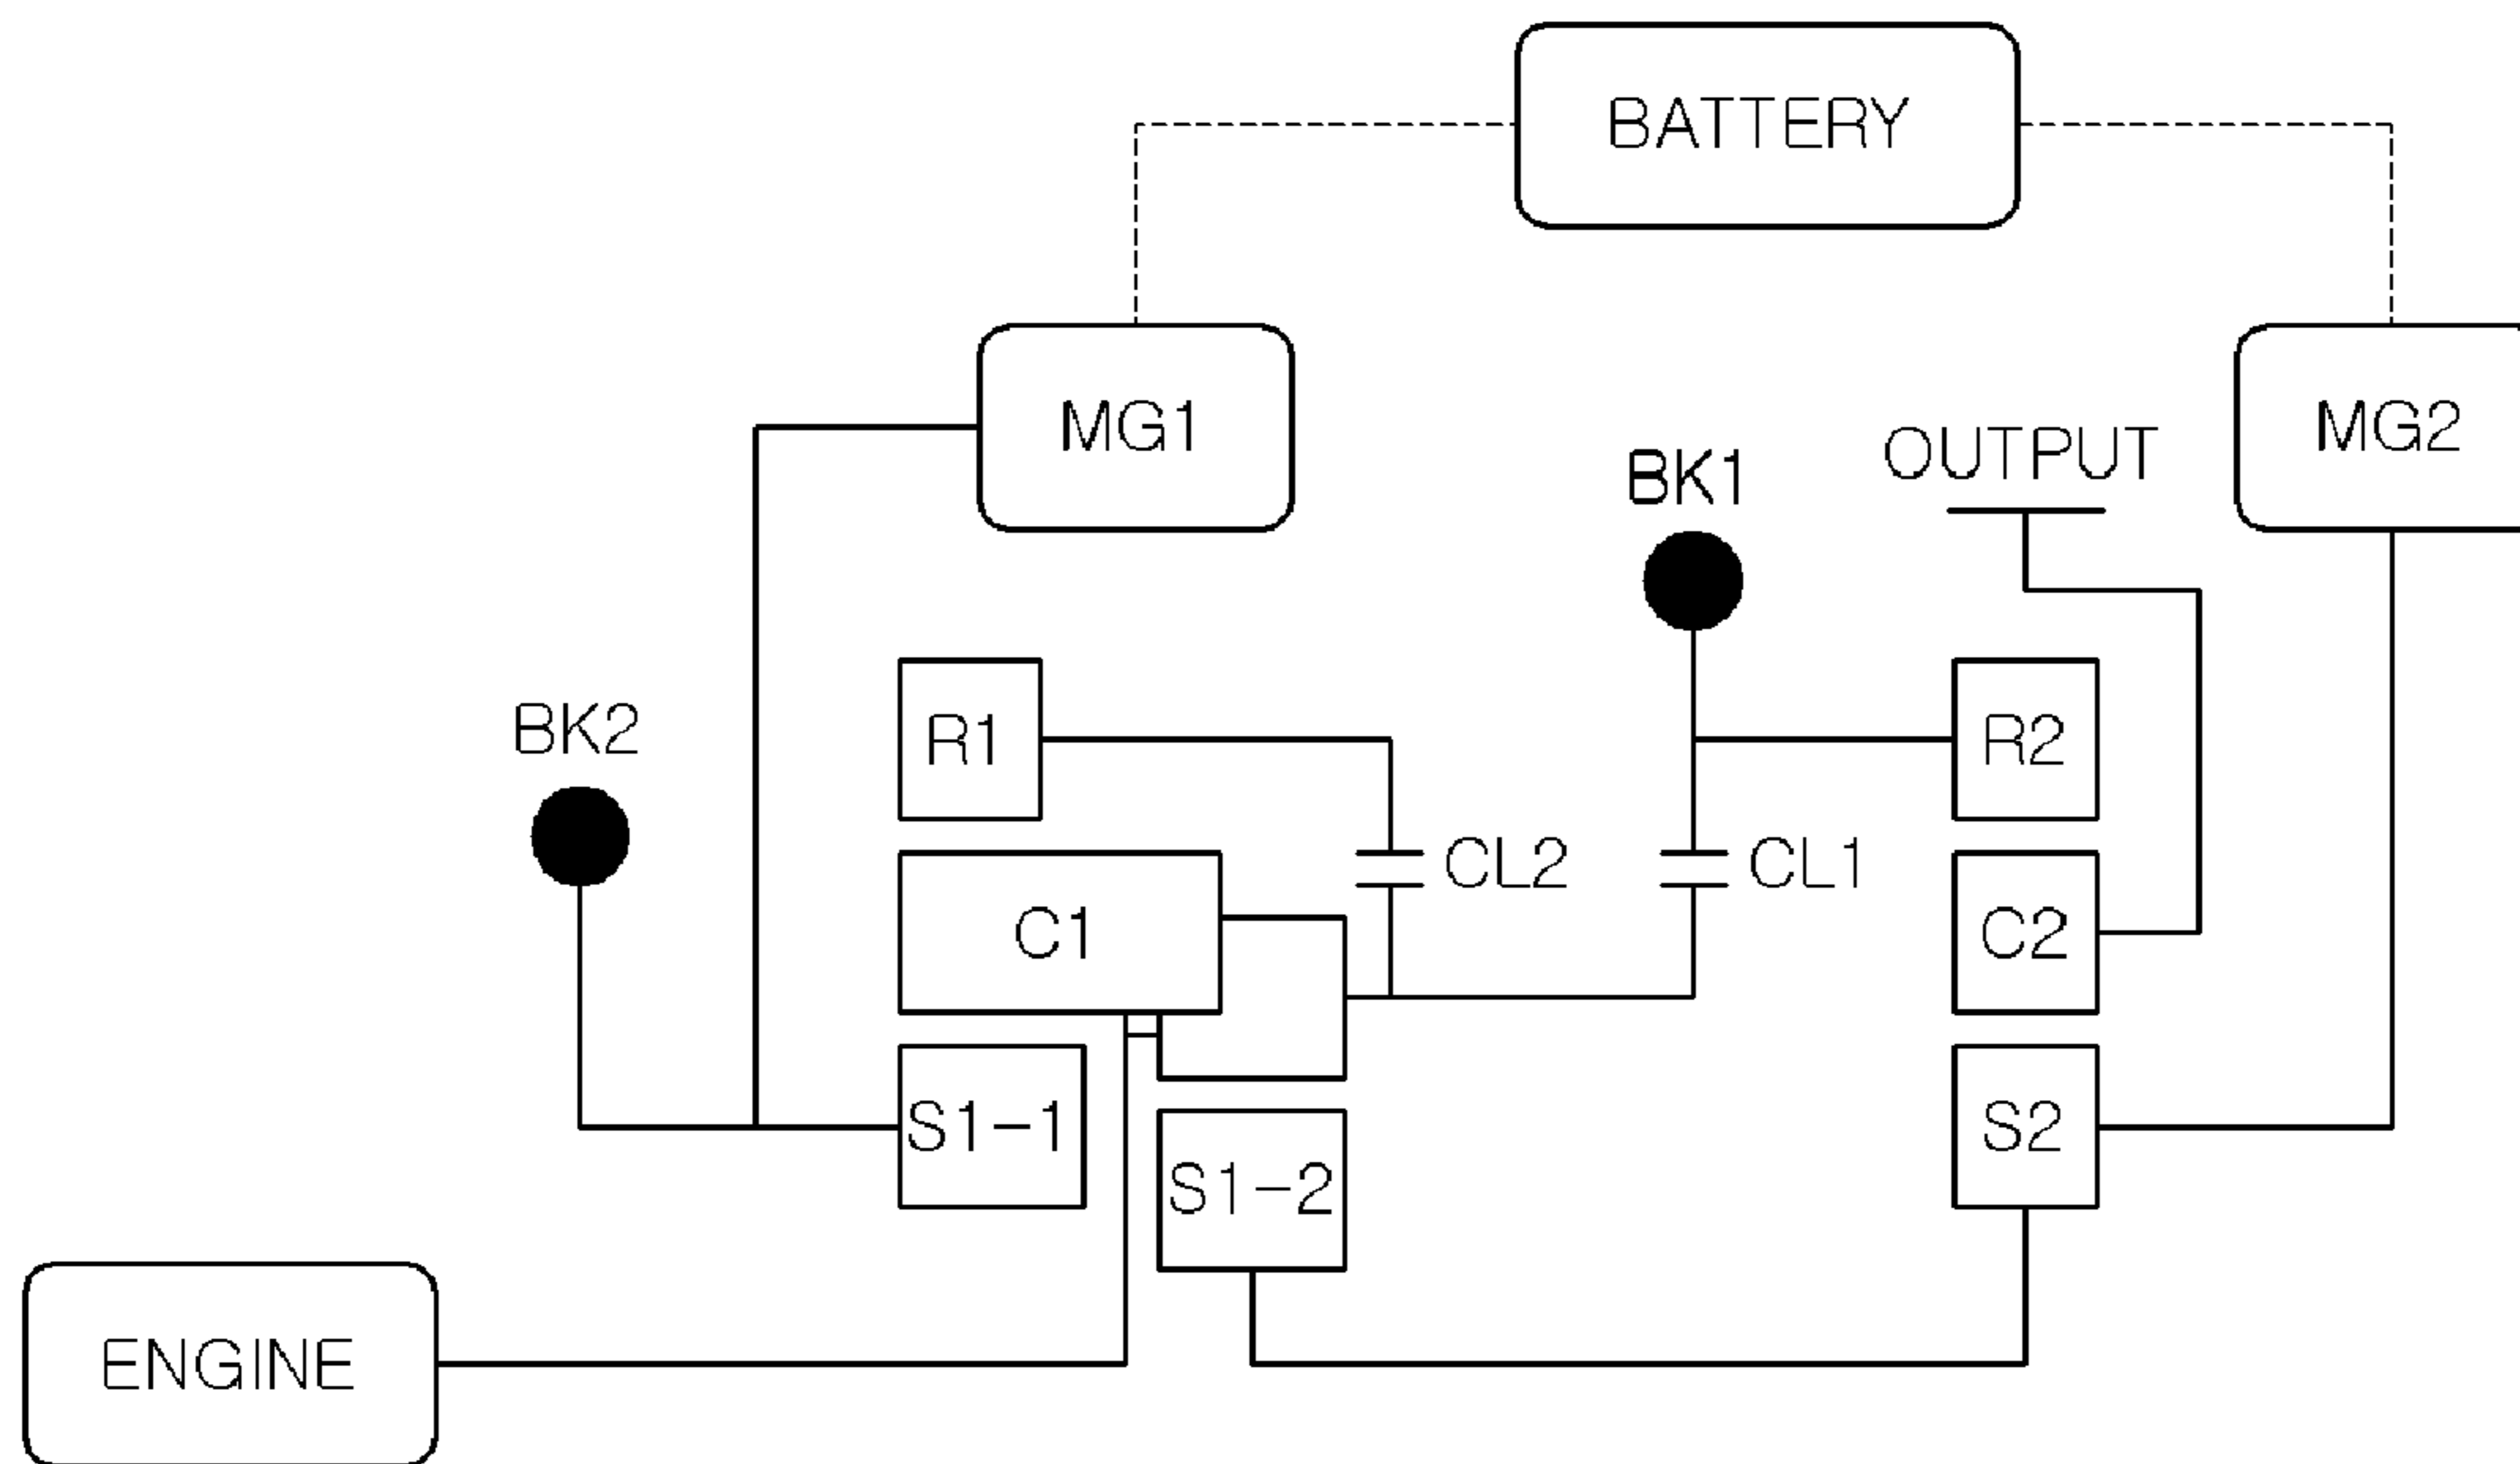 BATTERY
MG1
MG2
OUTPUT
BK1
BK2
R1
R2
CL2
CL1
C1
C2
S1-1
S2
S1-2
ENGINE